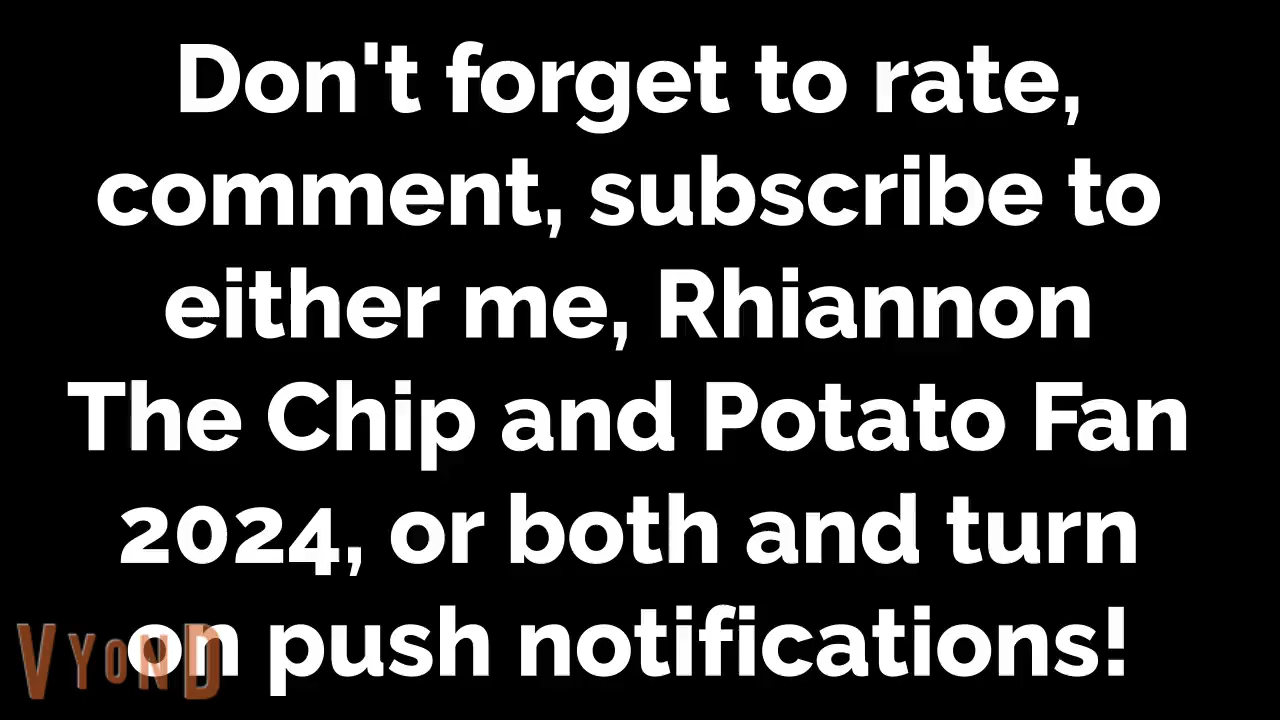 Don't forget to rate,
comment, subscribe to
either me, Rhiannon
The Chip and Potato Fan
2024, or both and turn
on push notifications!
VYOND